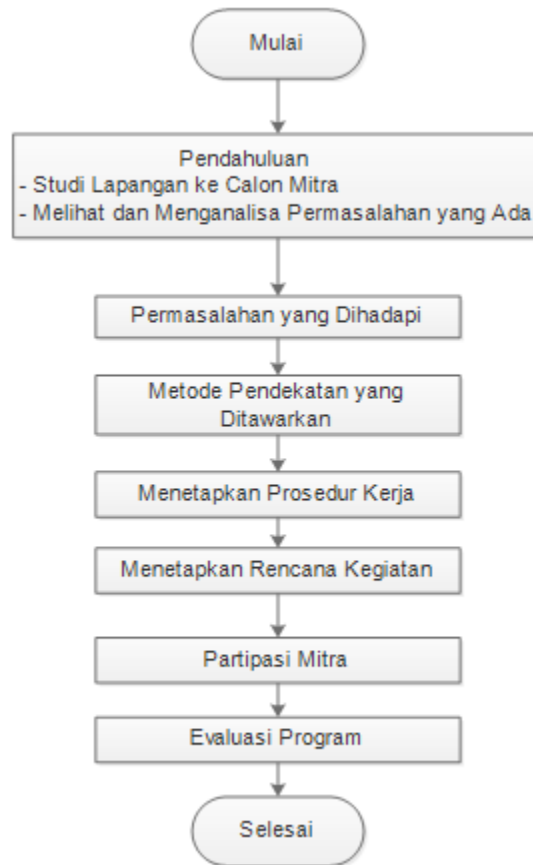 Mulai
Pendahuluan
- Studi Lapangan ke Calon Mitra
- Melihat dan Menganalisa Permasalahan yang Ada
Permasalahan yang Dihadapi
Metode Pendekatan yang
Ditawarkan
Menetapkan Prosedur Kerja
Menetapkan Rencana Kegiatan
Partipasi Mitra
Evaluasi Program
Selesai